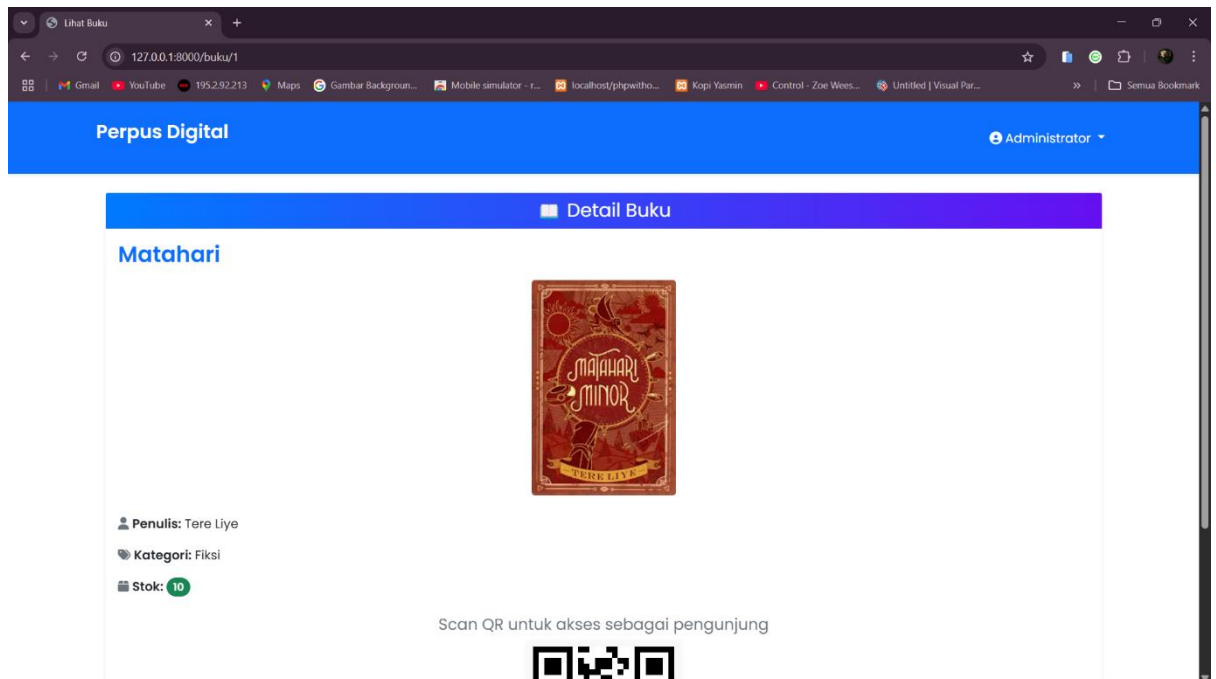 Lihat Buku
127.0.0.1:8000/buku/1
Gmail YouTube 195.2.92.213 Maps Gambar Backgroun... Mobile simulator - r... localhost/phpwitho... Kopi Yasmin Control - Zoe Wees... Untitled | Visual Par... » Semua Bookmark
Perpus Digital
Administrator
Detail Buku
Matahari
MATAHARI
MINOR
TERE LIYE
Penulis: Tere Liye
Kategori: Fiksi
Stok: 10
Scan QR untuk akses sebagai pengunjung